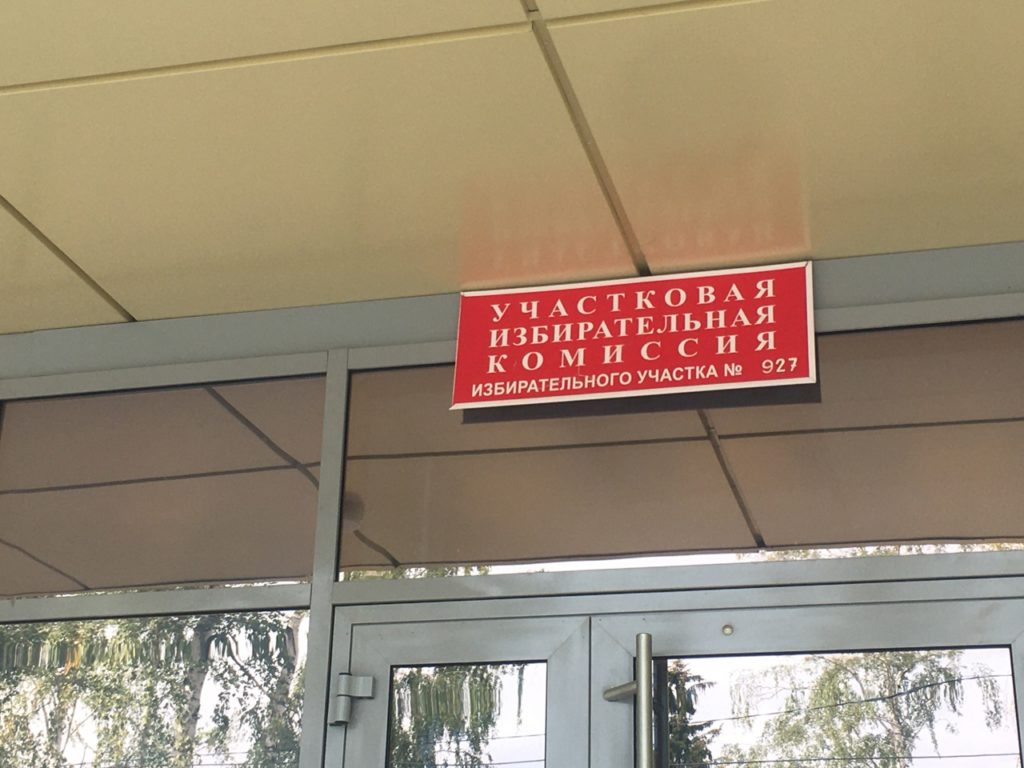 УЧАСТКОВАЯ
ИЗБИРАТЕЛЬНАЯ
КОМИССИЯ
ИЗБИРАТЕЛЬНОГО УЧАСТКА № 927